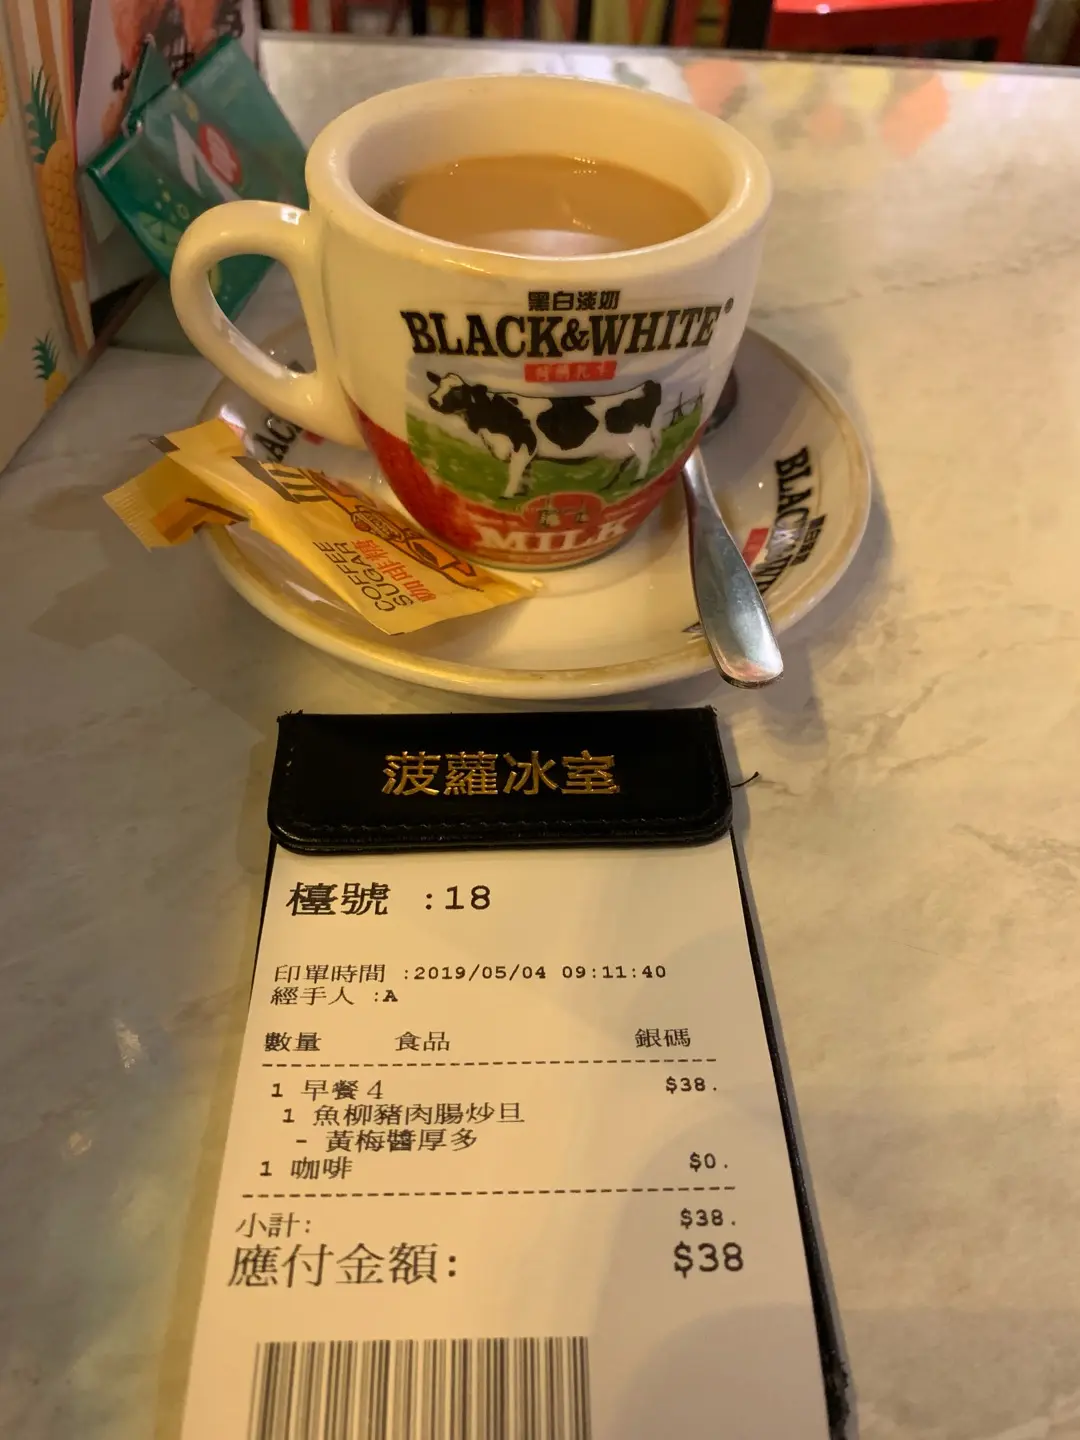 黑白淡奶
BLACK&WHITE®
MILK
COFFEE
SUGAR
咖啡糖
菠蘿冰室
檯號 :18
印單時間 :2019/05/04 09:11:40
經手人 :A
數量 食品 銀碼
1 早餐4 $38.
1 魚柳豬肉腸炒旦
- 黃梅醬厚多
1 咖啡 $0.
小計: $38.
應付金額: $38